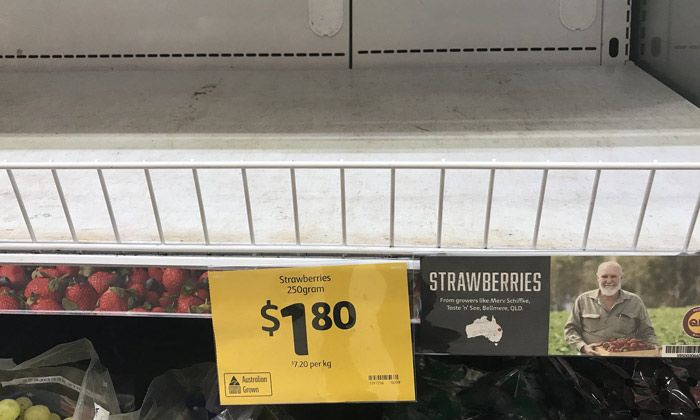 Strawberries
250gram
$1.80
$7.20 per kg
Australian
Grown
STRAWBERRIES
From growers like Merv Schiffke,
Taste 'n' See, Bellmere, QLD.